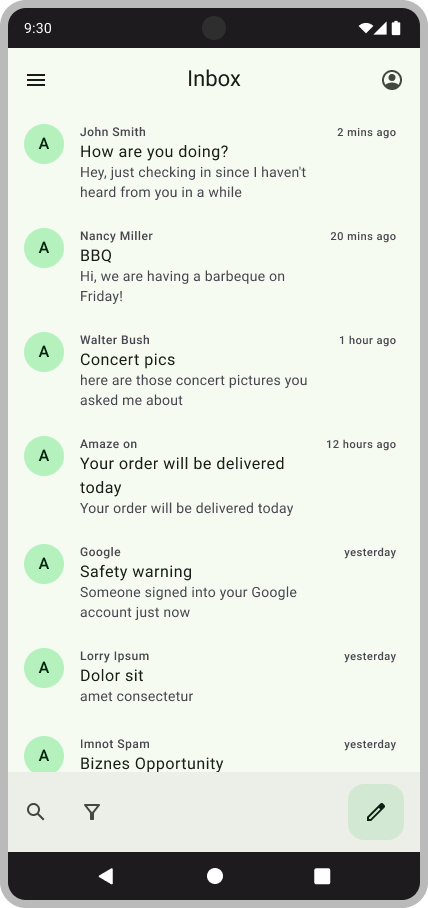 9:30
Inbox
A
John Smith
2 mins ago
How are you doing?
Hey, just checking in since I haven't
heard from you in a while
A
Nancy Miller
20 mins ago
BBQ
Hi, we are having a barbeque on
Friday!
A
Walter Bush
1 hour ago
Concert pics
here are those concert pictures you
asked me about
A
Amaze on
12 hours ago
Your order will be delivered
today
Your order will be delivered today
A
Google
yesterday
Safety warning
Someone signed into your Google
account just now
A
Lorry Ipsum
yesterday
Dolor sit
amet consectetur
A
Imnot Spam
yesterday
Biznes Opportunity